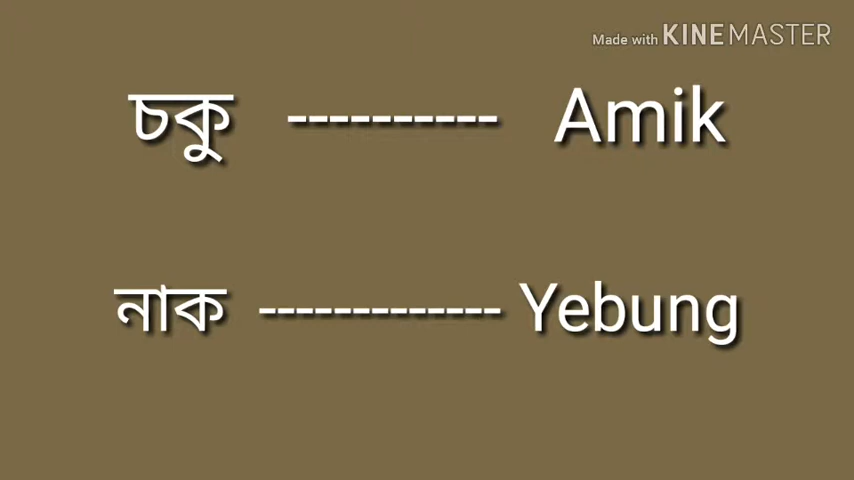 Made with KINEMASTER
চকু ---------- Amik
নাক ------------- Yebung